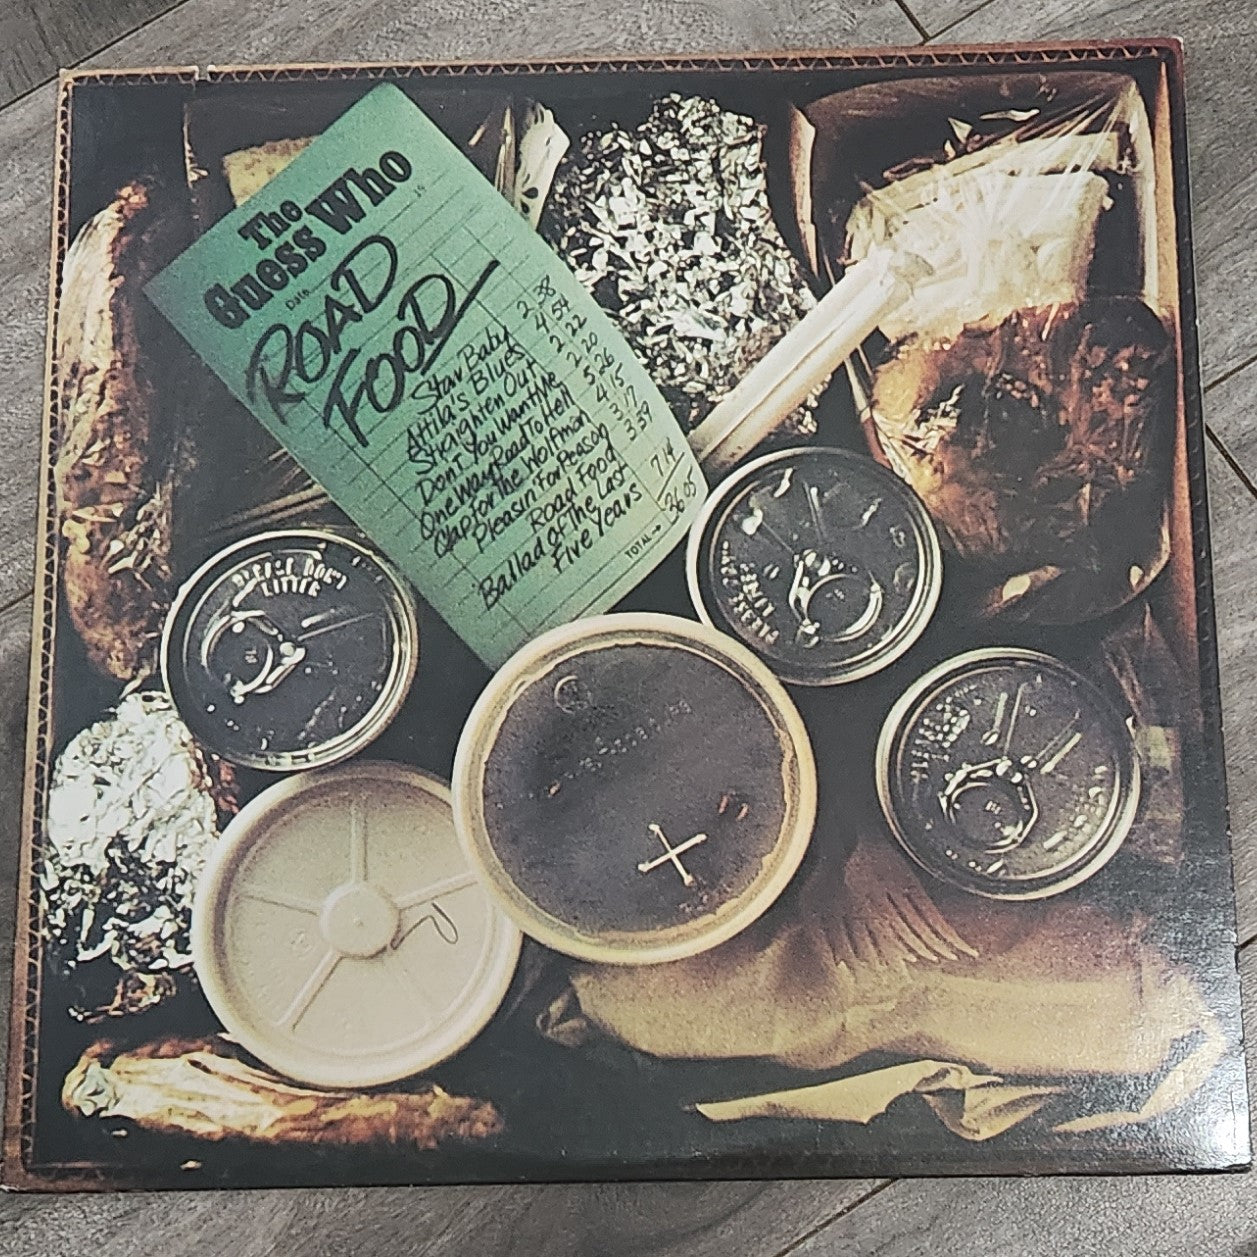 The
Guess Who
Date 19
ROAD
FOOD
Star Baby 2 38
Attila's Blues 4 54
Straighten Out 2 22
Don't You Want Me 2 20
One Way Road To Hell 5 26
Clap For The Wolfman 4 15
Pleasin' For Reason 3 17
Road Food 3 39
Ballad of The Last
Five Years 7 14
TOTAL→ 36 05